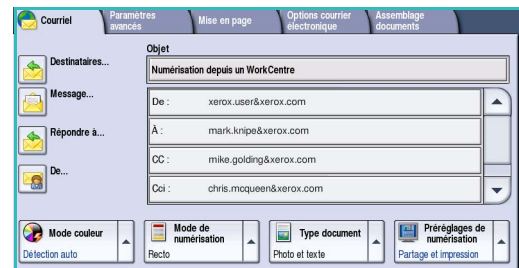 Courriel
Paramètres
avancés
Mise en page
Options courrier
électronique
Assemblage
documents
Objet
Destinataires...
Numérisation depuis un WorkCentre
Message...
De : xerox.user&xerox.com
Répondre à...
À : mark.knipe&xerox.com
CC : mike.golding&xerox.com
De...
Cci : chris.mcqueen&xerox.com
Mode couleur
Détection auto
Mode de
numérisation
Recto
Type document
Photo et texte
Préréglages de
numérisation
Partage et impression